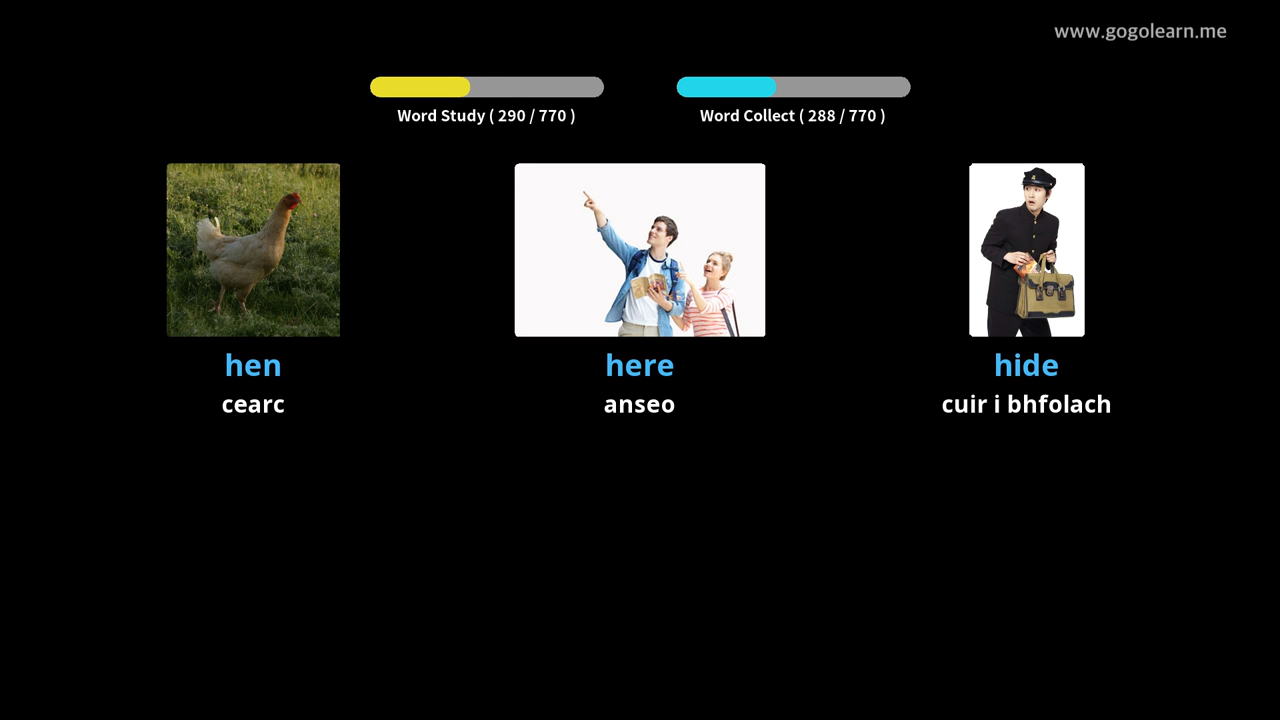 www.gogolearn.me
Word Study ( 290 / 770 )
Word Collect ( 288 / 770 )
hen
here
hide
cearc
anseo
cuir i bhfolach